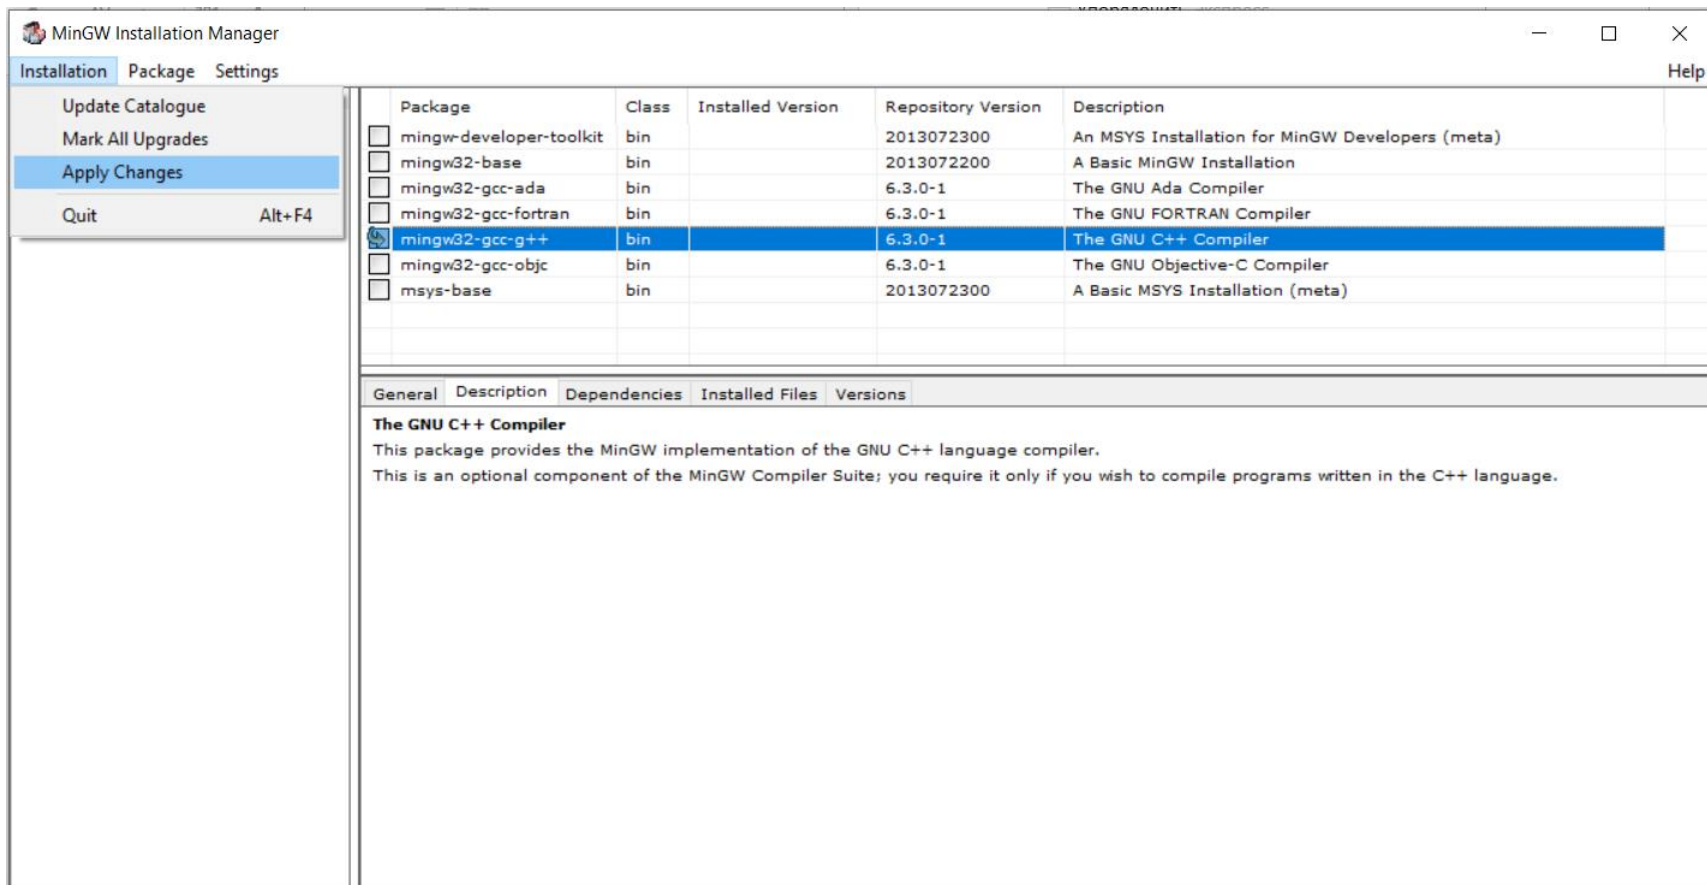 MinGW Installation Manager
Installation Package Settings Help
Update Catalogue
Mark All Upgrades
Apply Changes
Quit Alt+F4
Package Class Installed Version Repository Version Description
mingw-developer-toolkit bin 2013072300 An MSYS Installation for MinGW Developers (meta)
mingw32-base bin 2013072200 A Basic MinGW Installation
mingw32-gcc-ada bin 6.3.0-1 The GNU Ada Compiler
mingw32-gcc-fortran bin 6.3.0-1 The GNU FORTRAN Compiler
mingw32-gcc-g++ bin 6.3.0-1 The GNU C++ Compiler
mingw32-gcc-objc bin 6.3.0-1 The GNU Objective-C Compiler
msys-base bin 2013072300 A Basic MSYS Installation (meta)
General Description Dependencies Installed Files Versions
The GNU C++ Compiler
This package provides the MinGW implementation of the GNU C++ language compiler.
This is an optional component of the MinGW Compiler Suite; you require it only if you wish to compile programs written in the C++ language.